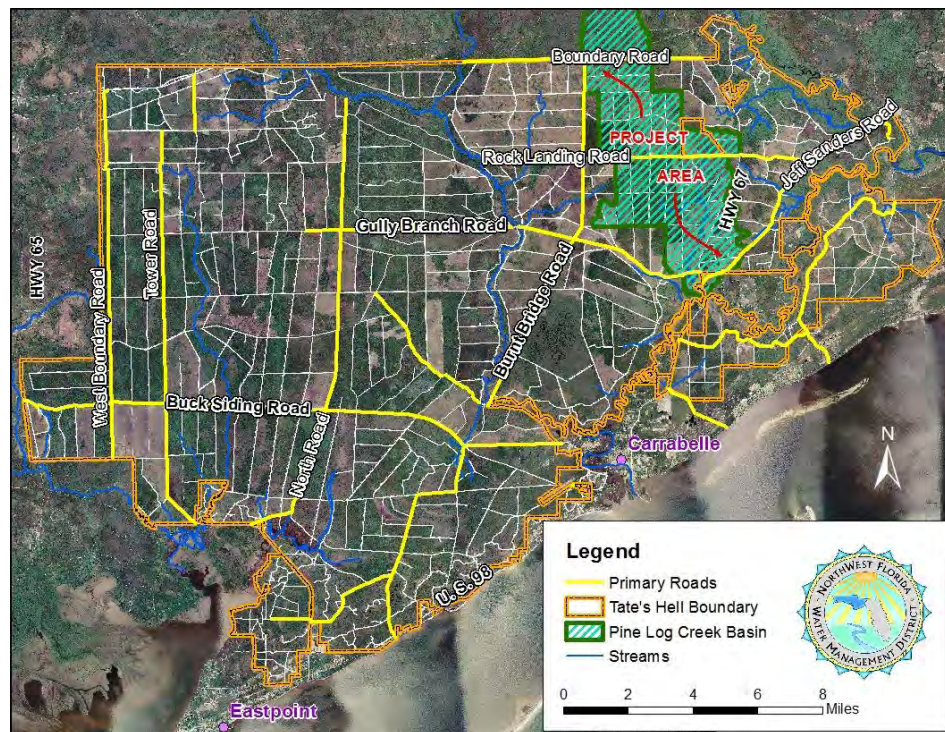 Boundary Road
PROJECT
Rock Landing Road
AREA
Jeff Sanders Road
HWY 67
Gully Branch Road
HWY 65
Tower Road
West Boundary Road
Burnt Bridge Road
Buck Siding Road
North Road
Carrabelle
N
U. S. 98
Eastpoint
Legend
Primary Roads
Tate's Hell Boundary
Pine Log Creek Basin
Streams
0 2 4 6 8
Miles
NORTHWEST FLORIDA
WATER MANAGEMENT DISTRICT